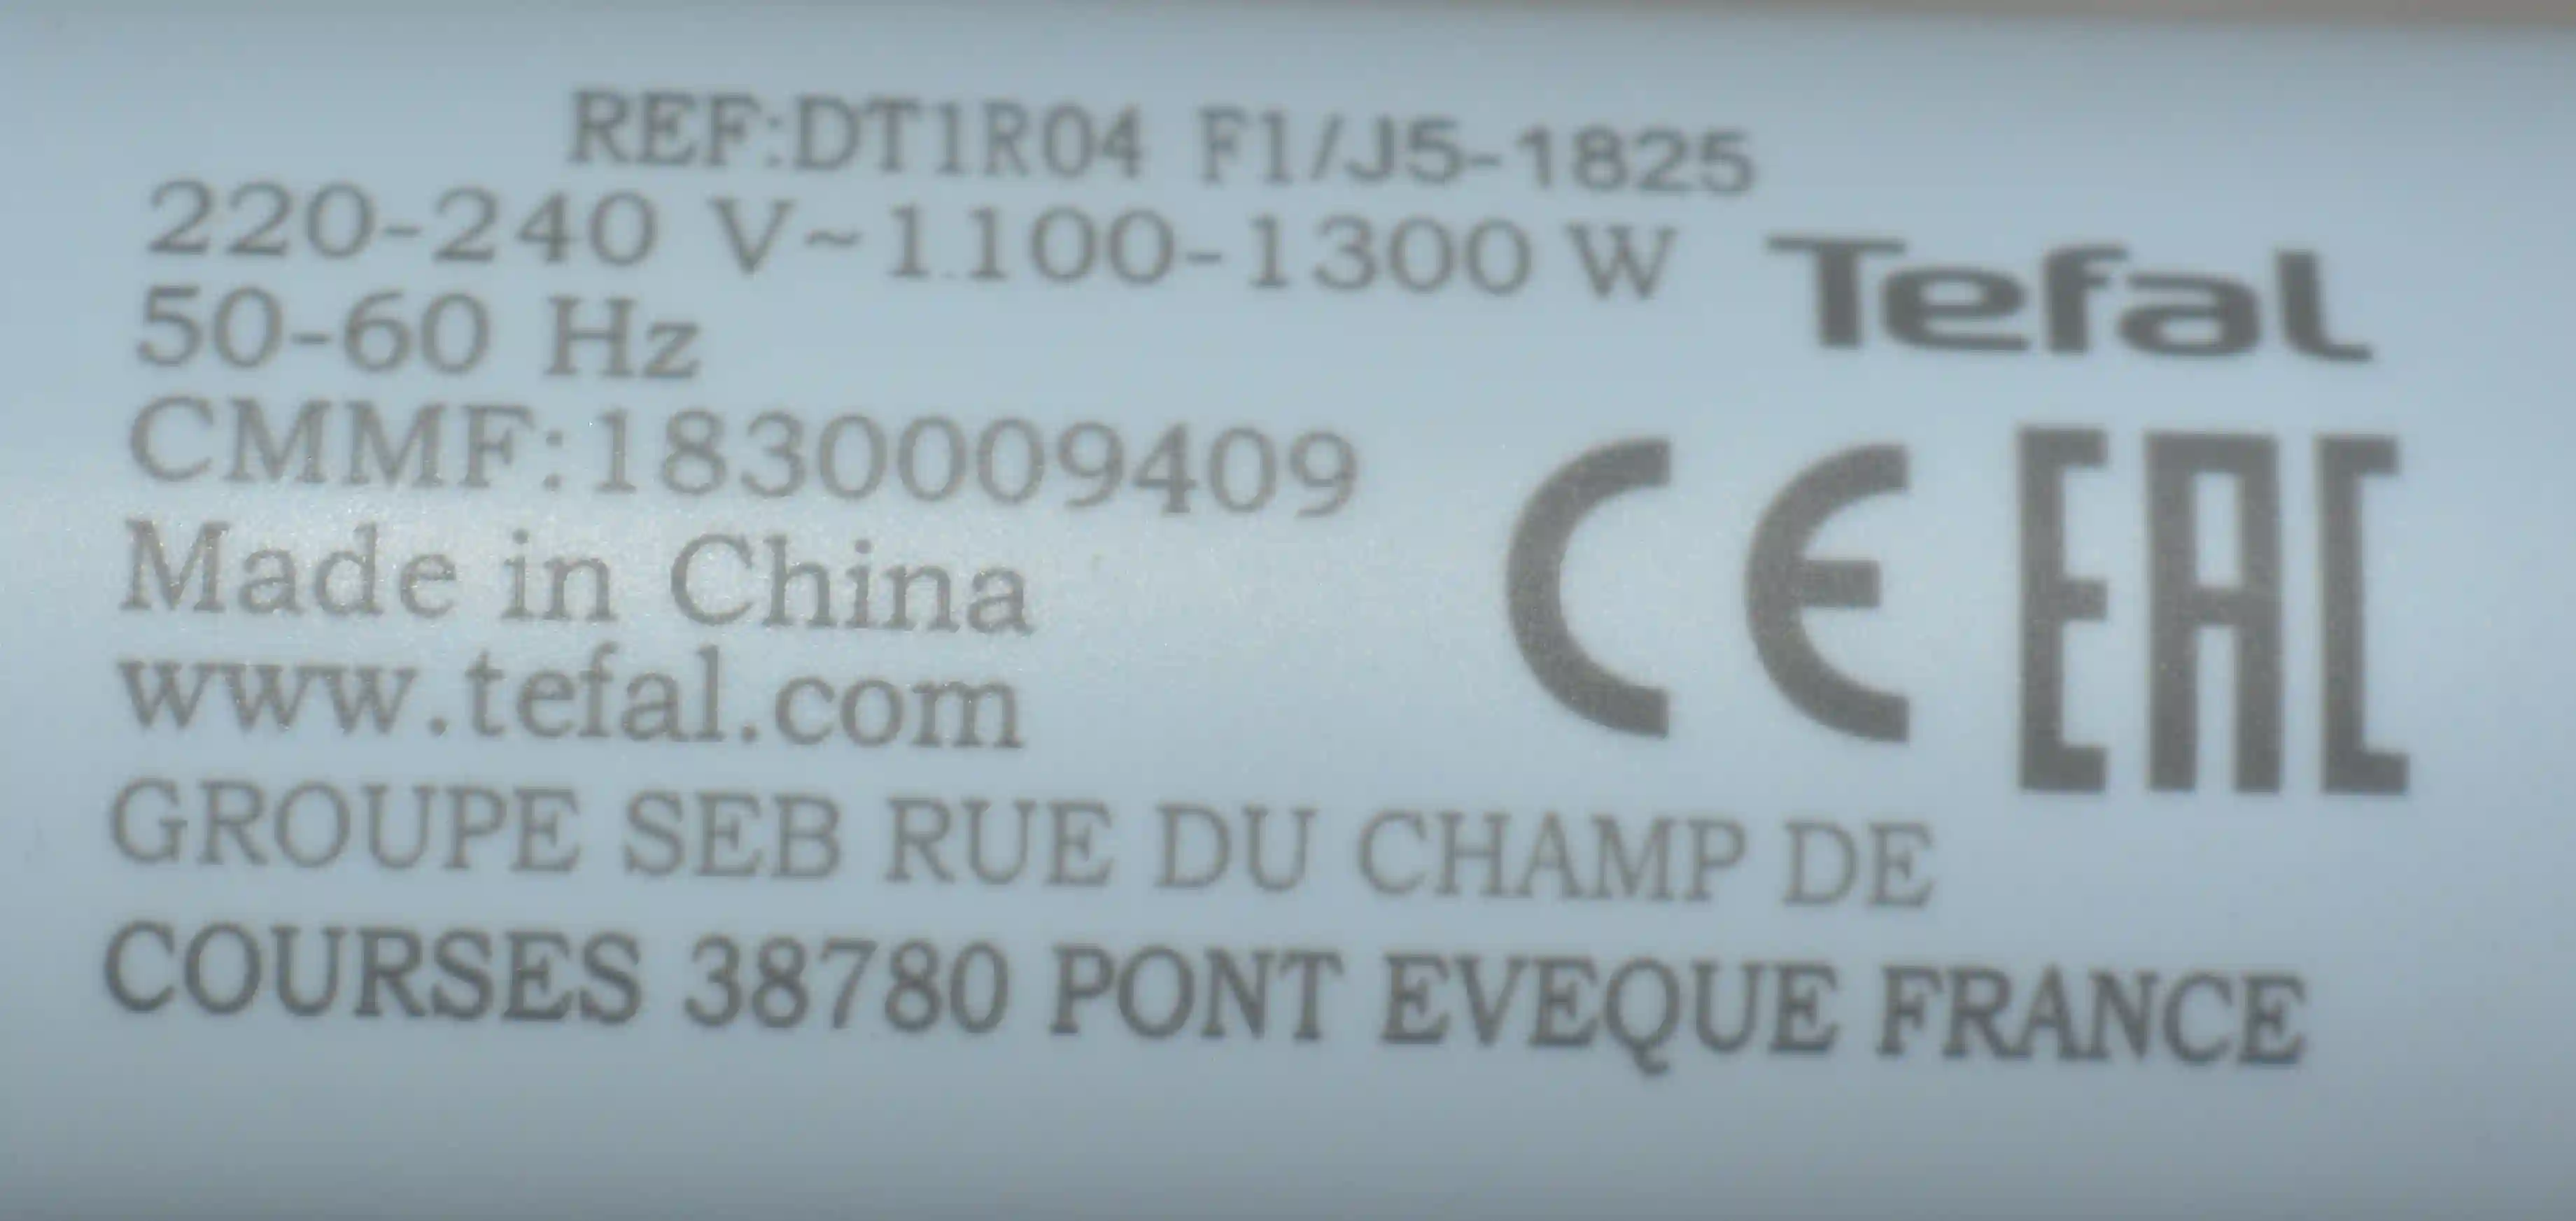 REF:DT1R04 F1/J5-1825
220-240 V~1100-1300 W
50-60 Hz
Tefal
CMMF:1830009409
CE EAC
Made in China
www.tefal.com
GROUPE SEB RUE DU CHAMP DE
COURSES 38780 PONT EVEQUE FRANCE